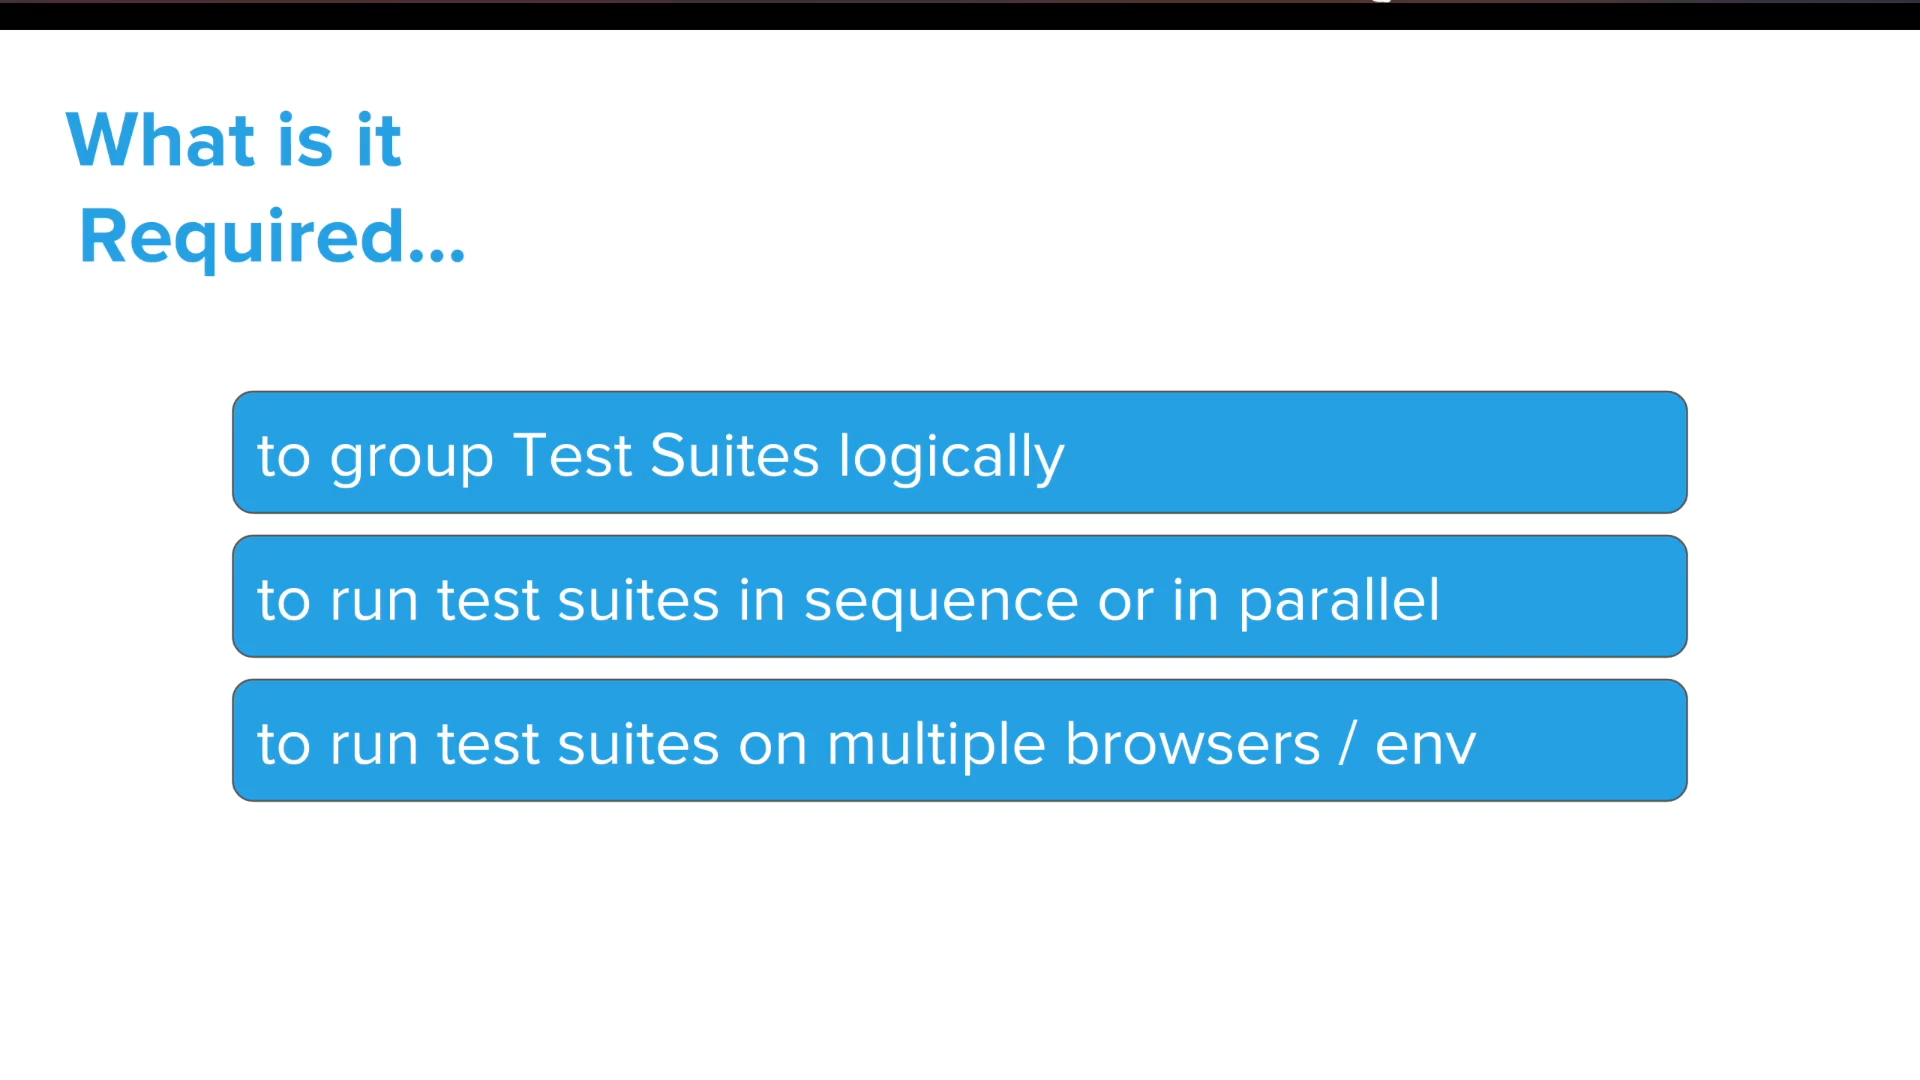 What is it
Required...
to group Test Suites logically
to run test suites in sequence or in parallel
to run test suites on multiple browsers / env